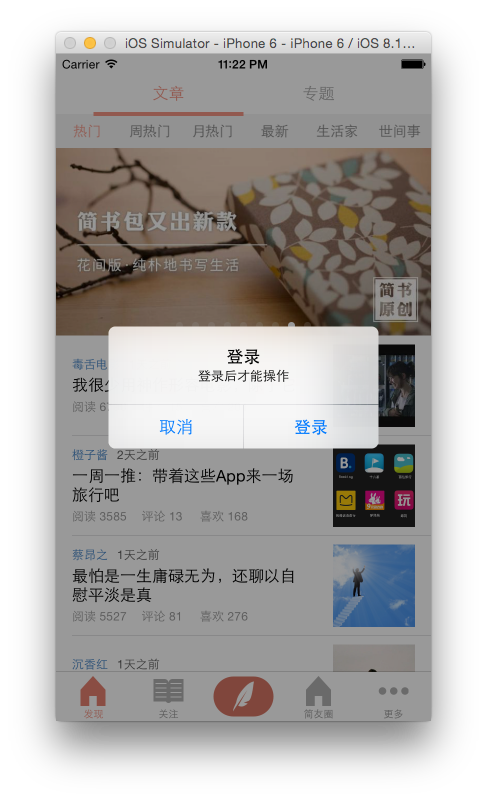 iOS Simulator - iPhone 6 - iPhone 6 / iOS 8.1...
Carrier 11:22 PM
文章 专题
热门 周热门 月热门 最新 生活家 世间事
简书包又出新款
花间版·纯朴地书写生活
简书
原创
毒舌电
我很
阅读
登录
登录后才能操作
取消 登录
橙子酱 2天之前
一周一推：带着这些App来一场
旅行吧
阅读 3585 评论 13 喜欢 168
蔡昂之 1天之前
最怕是一生庸碌无为，还聊以自
慰平淡是真
阅读 5527 评论 81 喜欢 276
沉香红 1天之前
发现 关注 简友圈 更多